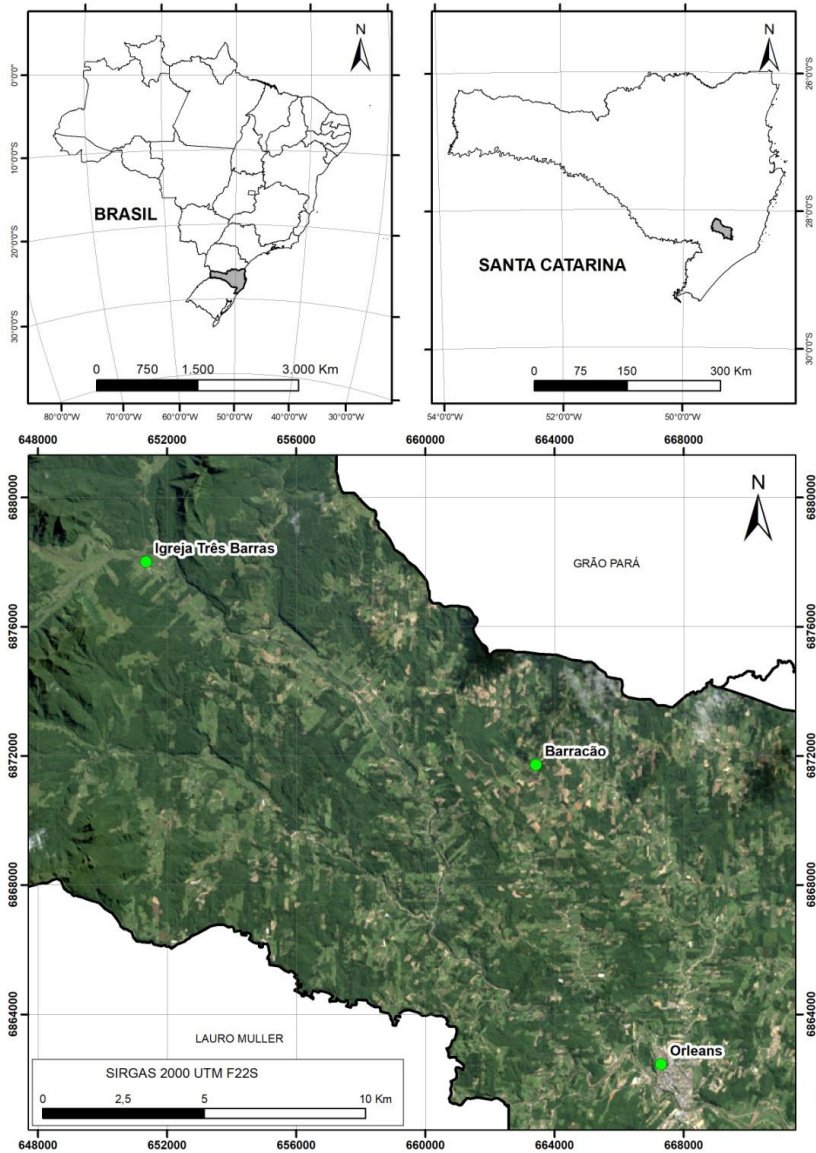 N
0°0'0"
10°0'0"S
20°0'0"S
30°0'0"S
BRASIL
0 750 1.500 3.000 Km
80°0'0"W 70°0'0"W 60°0'0"W 50°0'0"W 40°0'0"W 30°0'0"W
N
26°0'0"S
28°0'0"S
30°0'0"S
SANTA CATARINA
0 75 150 300 Km
54°0'0"W 52°0'0"W 50°0'0"W
648000 652000 656000 660000 664000 668000
6880000 6880000
N
Igreja Três Barras
GRÃO PARÁ
6876000 6876000
Barracão
6872000 6872000
6868000 6868000
6864000 6864000
LAURO MULLER
Orleans
SIRGAS 2000 UTM F22S
0 2,5 5 10 Km
648000 652000 656000 660000 664000 668000